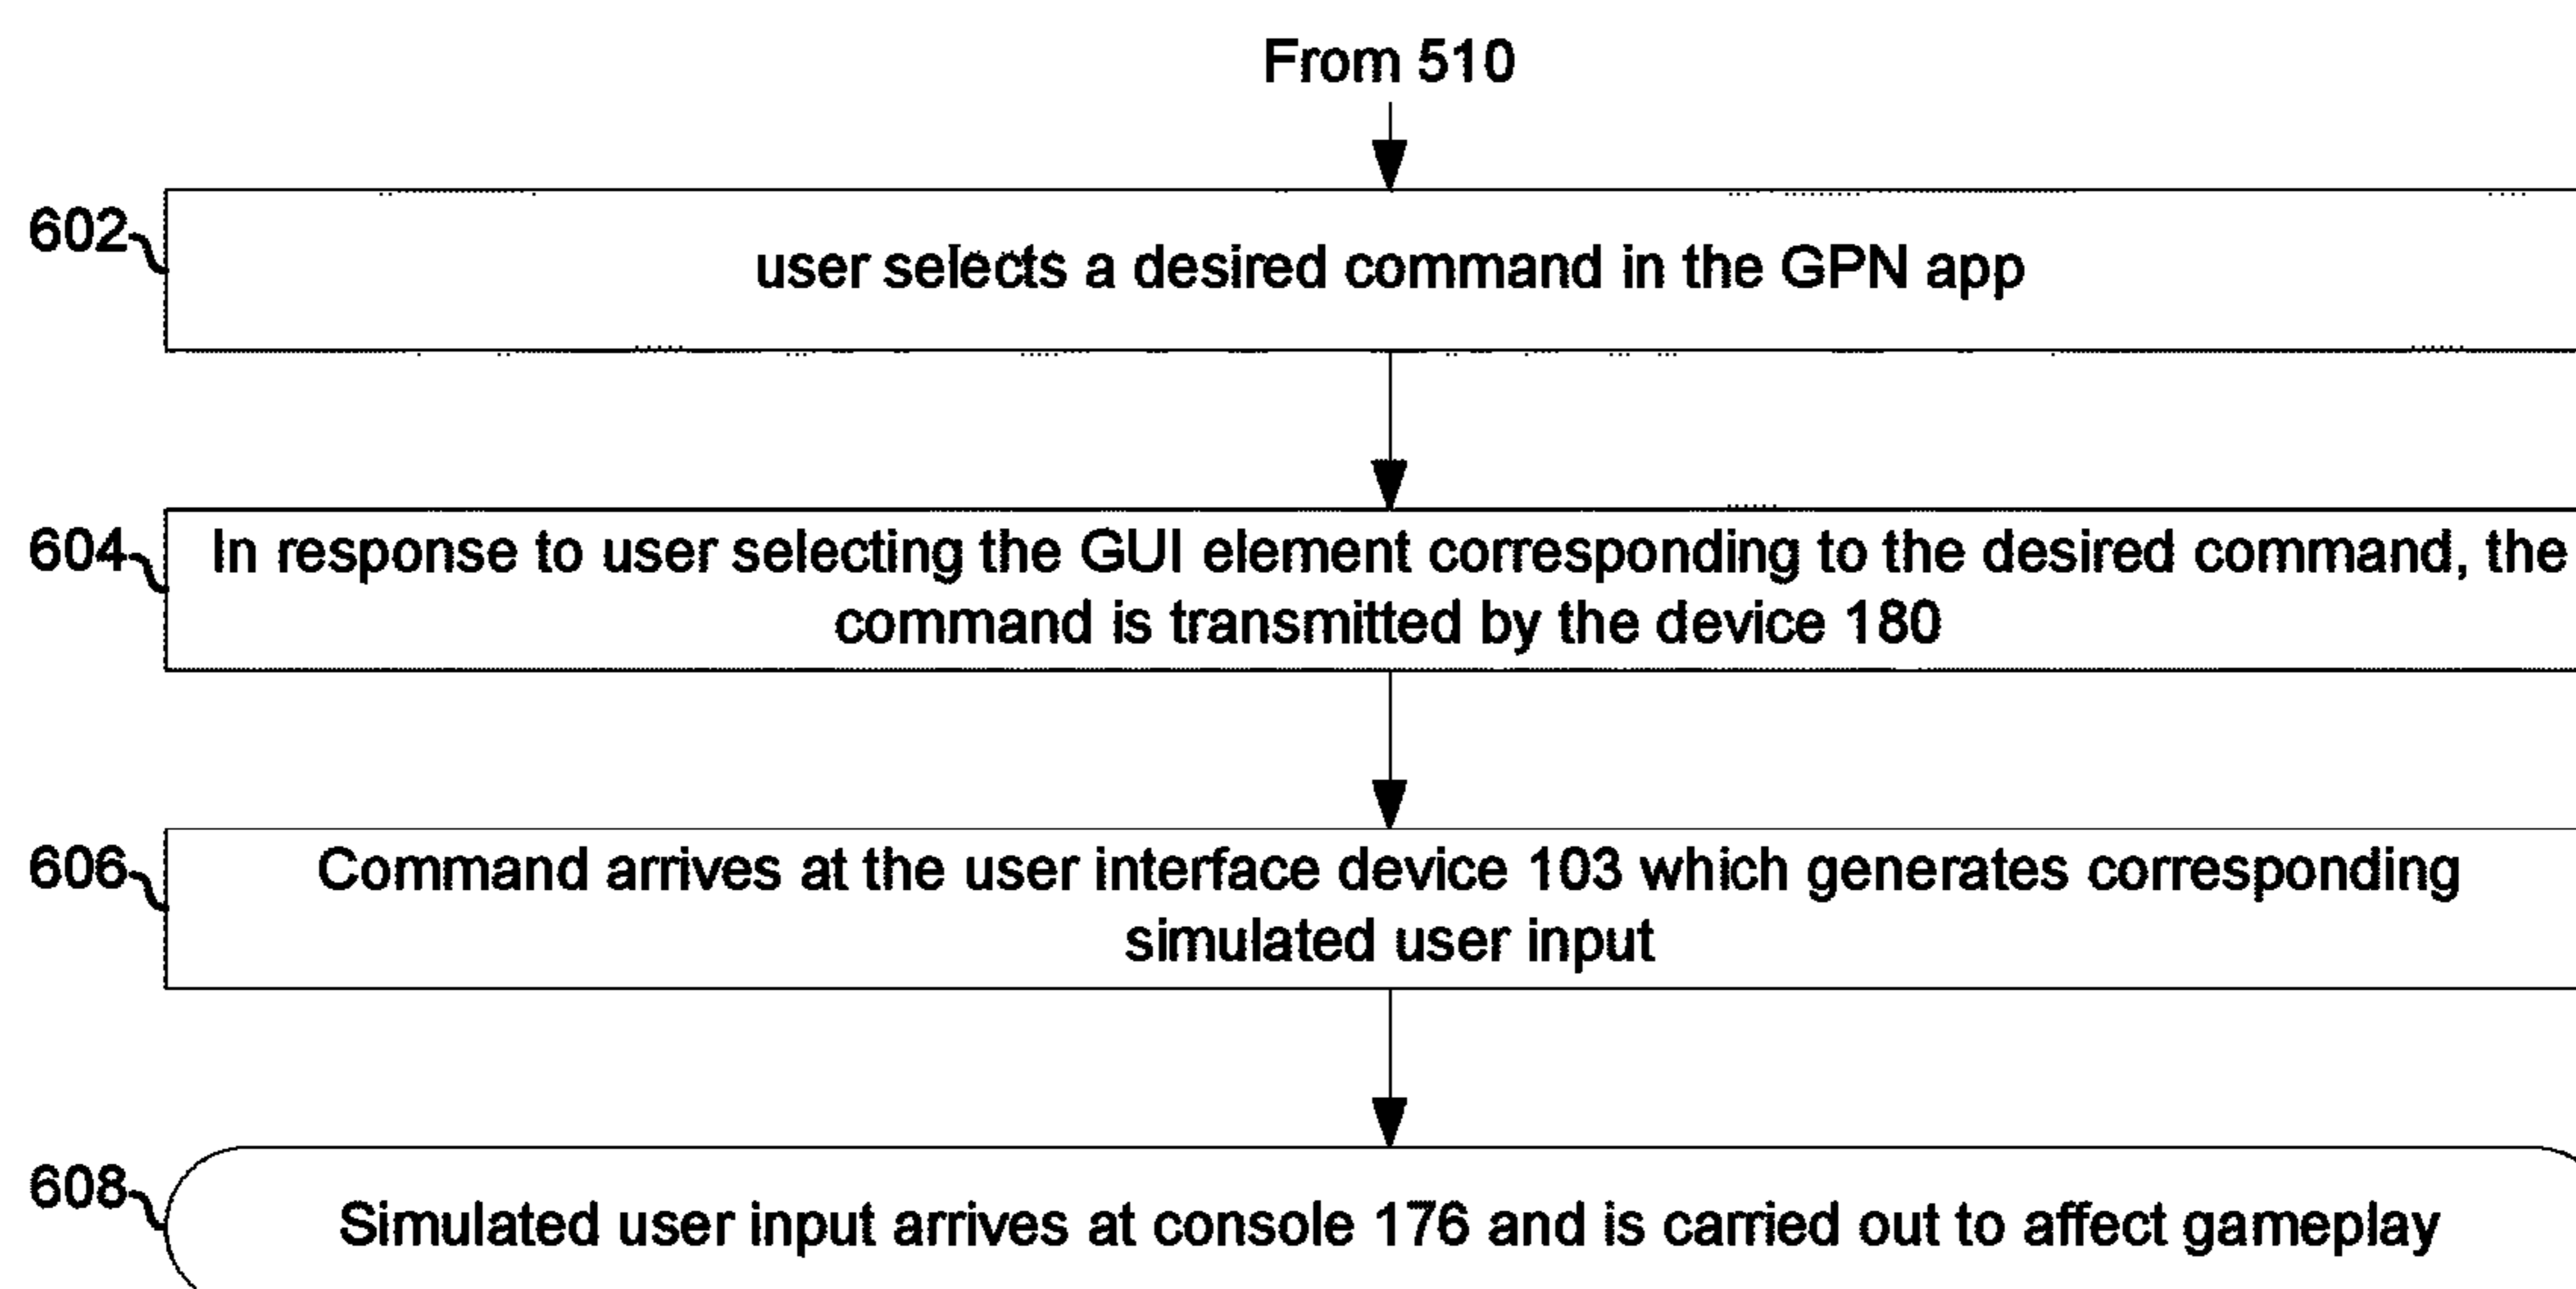 From 510
602
user selects a desired command in the GPN app
604
In response to user selecting the GUI element corresponding to the desired command, the
command is transmitted by the device 180
606
Command arrives at the user interface device 103 which generates corresponding
simulated user input
608
Simulated user input arrives at console 176 and is carried out to affect gameplay